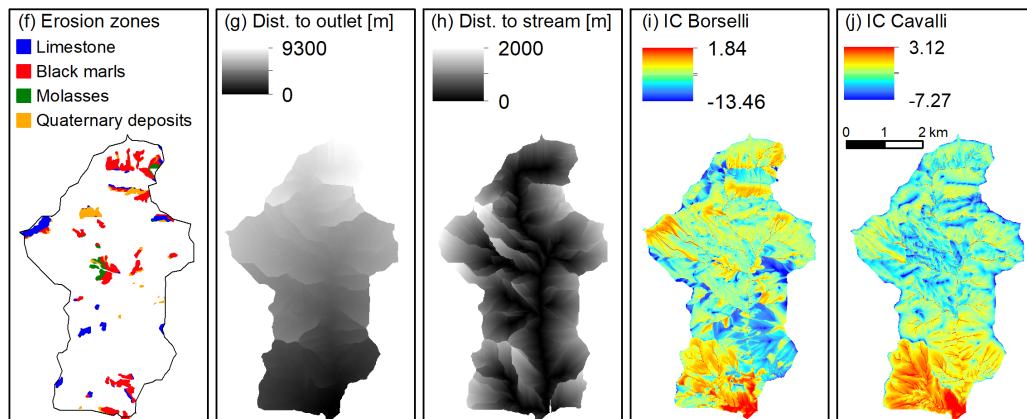 (f) Erosion zones
Limestone
Black marls
Molasses
Quaternary deposits
(g) Dist. to outlet [m]
9300
0
(h) Dist. to stream [m]
2000
0
(i) IC Borselli
1.84
-13.46
(j) IC Cavalli
3.12
-7.27
0 1 2 km